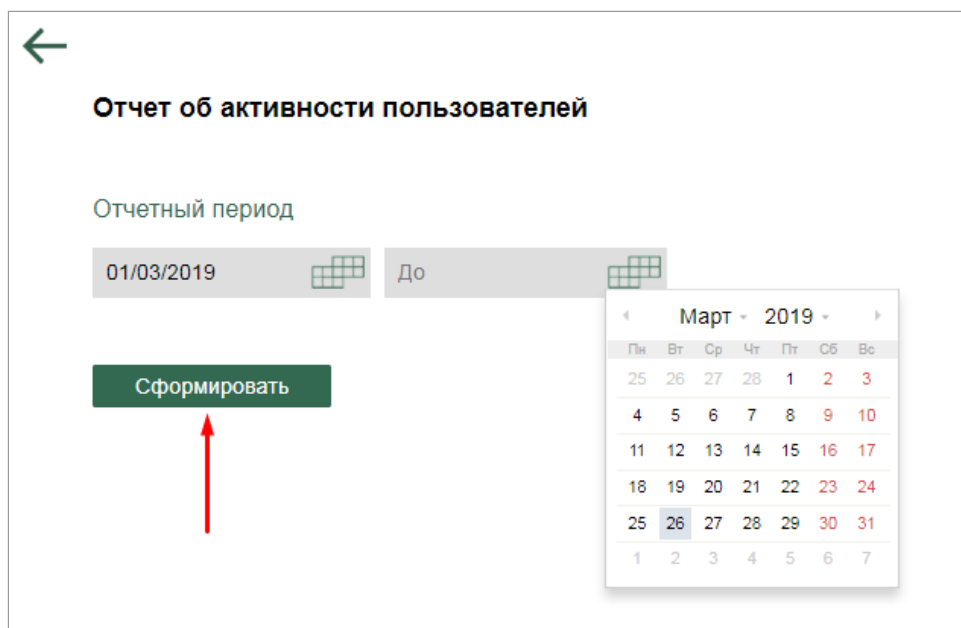 Отчет об активности пользователей
Отчетный период
01/03/2019 До
Март 2019
Пн Вт Ср Чт Пт Сб Вс
25 26 27 28 1 2 3
Сформировать
4 5 6 7 8 9 10
11 12 13 14 15 16 17
18 19 20 21 22 23 24
25 26 27 28 29 30 31
1 2 3 4 5 6 7